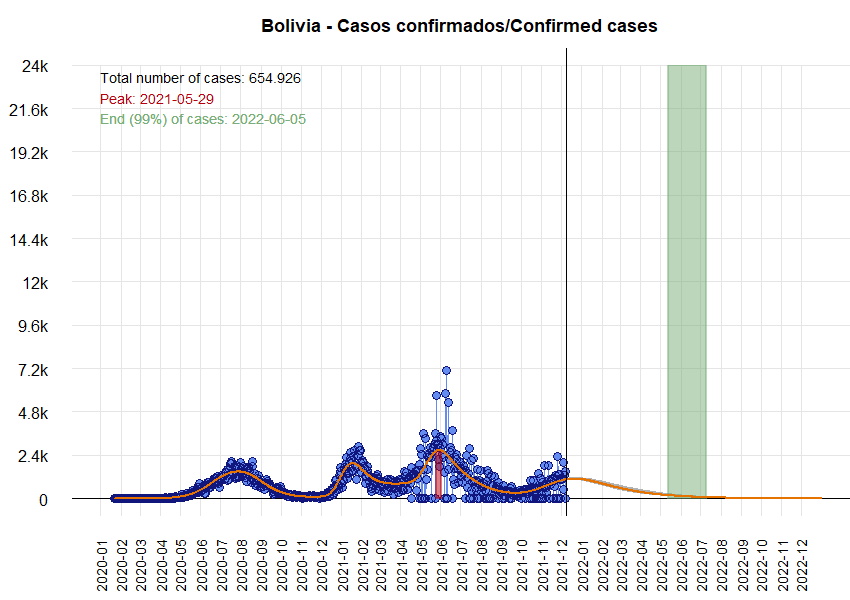 Bolivia - Casos confirmados/Confirmed cases
24k
Total number of cases: 654.926
Peak: 2021-05-29
21.6k
End (99%) of cases: 2022-06-05
19.2k
16.8k
14.4k
12k
9.6k
7.2k
4.8k
2.4k
0
2020-01
2020-02
2020-03
2020-04
2020-05
2020-06
2020-07
2020-08
2020-09
2020-10
2020-11
2020-12
2021-01
2021-02
2021-03
2021-04
2021-05
2021-06
2021-07
2021-08
2021-09
2021-10
2021-11
2021-12
2022-01
2022-02
2022-03
2022-04
2022-05
2022-06
2022-07
2022-08
2022-09
2022-10
2022-11
2022-12